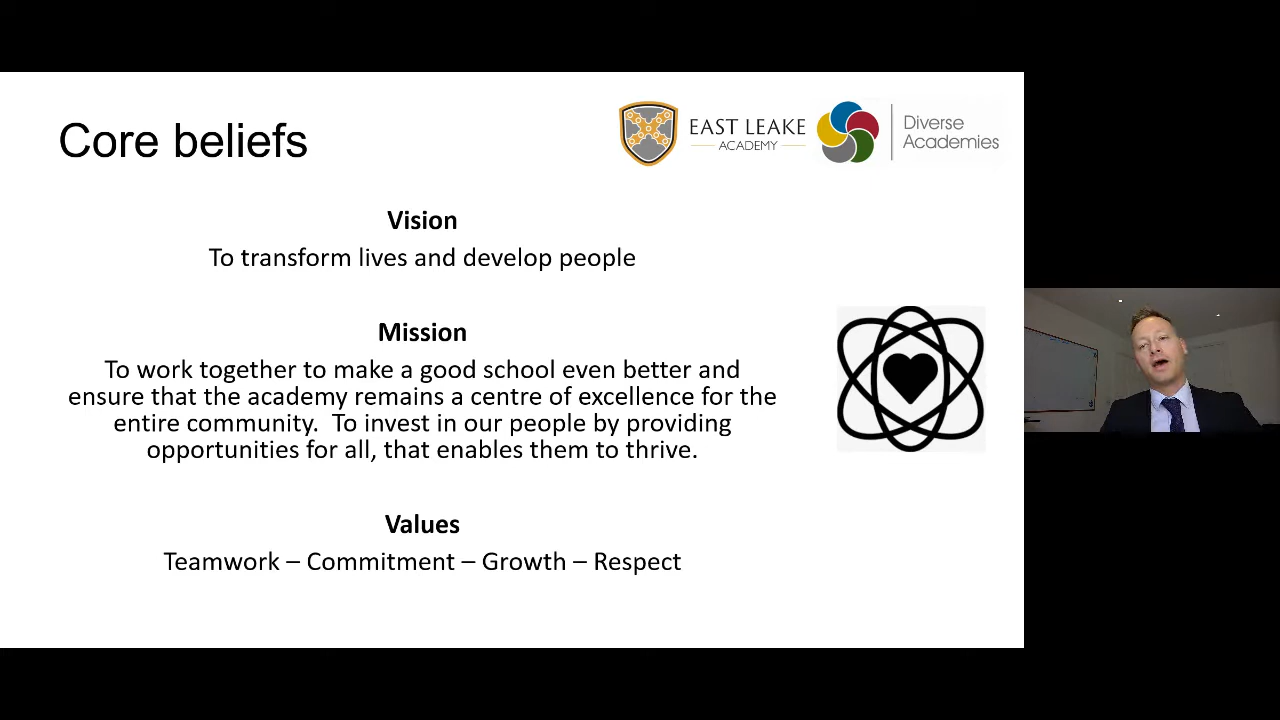 Core beliefs
EAST LEAKE
ACADEMY
Diverse
Academies
Vision
To transform lives and develop people
Mission
To work together to make a good school even better and
ensure that the academy remains a centre of excellence for the
entire community.  To invest in our people by providing
opportunities for all, that enables them to thrive.
Values
Teamwork – Commitment – Growth – Respect